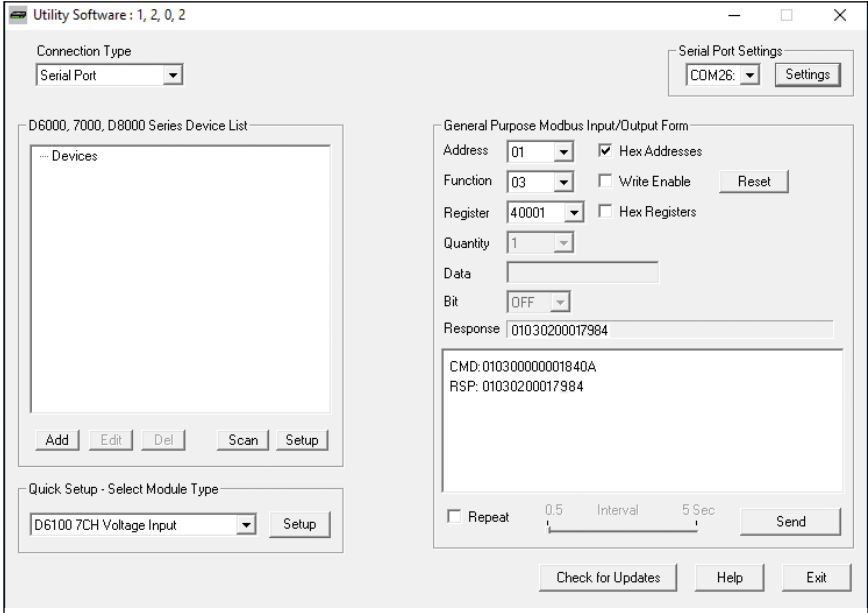 Utility Software : 1, 2, 0, 2
Connection Type
Serial Port
Serial Port Settings
COM26:
Settings
D6000, 7000, D8000 Series Device List
Devices
Add
Edit
Del
Scan
Setup
Quick Setup - Select Module Type
D6100 7CH Voltage Input
Setup
General Purpose Modbus Input/Output Form
Address 01 Hex Addresses
Function 03 Write Enable Reset
Register 40001 Hex Registers
Quantity 1
Data
Bit OFF
Response 01030200017984
CMD: 010300000001840A
RSP: 01030200017984
Repeat 0.5 Interval 5 Sec
Send
Check for Updates
Help
Exit